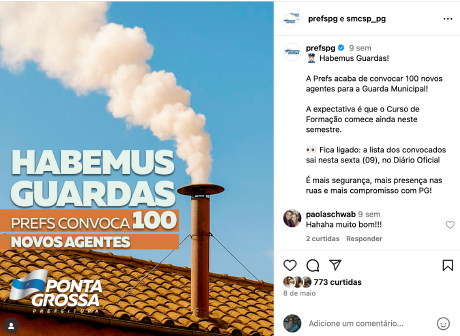 HABEMUS
GUARDAS
PREFS CONVOCA 100
NOVOS AGENTES
PONTA
GROSSA
PREFEITURA
prefspg e smcsp_pg
prefspg 9 sem
Habemus Guardas!
A Prefs acaba de convocar 100 novos
agentes para a Guarda Municipal!
A expectativa é que o Curso de
Formação comece ainda neste
semestre.
👀 Fica ligado: a lista dos convocados
sai nesta sexta (09), no Diário Oficial
É mais segurança, mais presença nas
ruas e mais compromisso com PG!
paolaschwab 9 sem
Hahaha muito bom!!!
2 curtidas Responder
773 curtidas
8 de maio
Adicione um comentário...